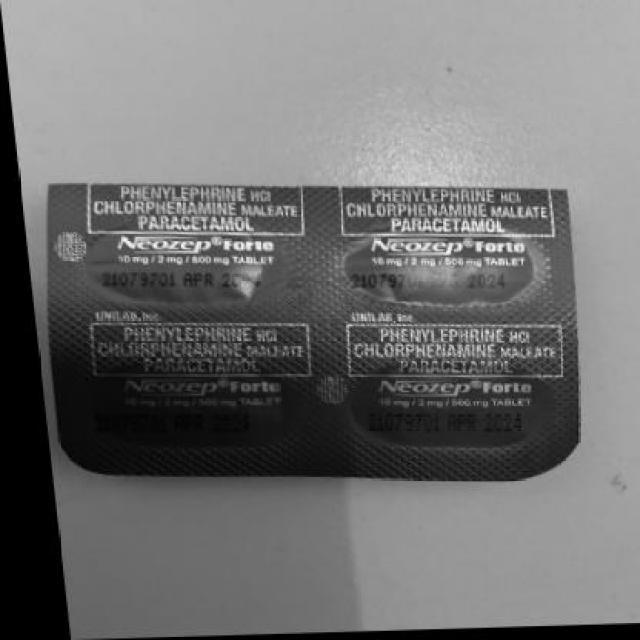 PHENYLEPHRINE HCl
CHLORPHENAMINE MALEATE
PARACETAMOL
Neozep® Forte
10 mg / 2 mg / 500 mg TABLET
21079701 APR
PHENYLEPHRINE HCl
CHLORPHENAMINE MALEATE
PARACETAMOL
Neozep® Forte
10 mg / 2 mg / 500 mg TABLET
2024
UNILAB, Inc
PHENYLEPHRINE HCl
CHLORPHENAMINE MALEATE
PARACETAMOL
Neozep® Forte
10 mg / 2 mg / 500 mg TABLET
APR 2024
UNILAB, Inc
PHENYLEPHRINE HCl
CHLORPHENAMINE MALEATE
PARACETAMOL
Neozep® Forte
10 mg / 2 mg / 500 mg TABLET
21079701 APR 2024